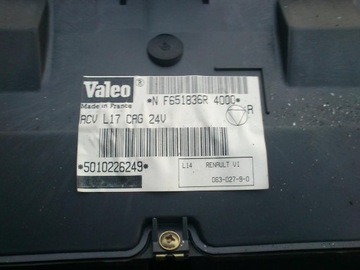 Valeo
Made in France
*N F651836R 4000*
R
ACV L17 CAG 24V
*5010226249*
L14 RENAULT VI
063-027-9-0